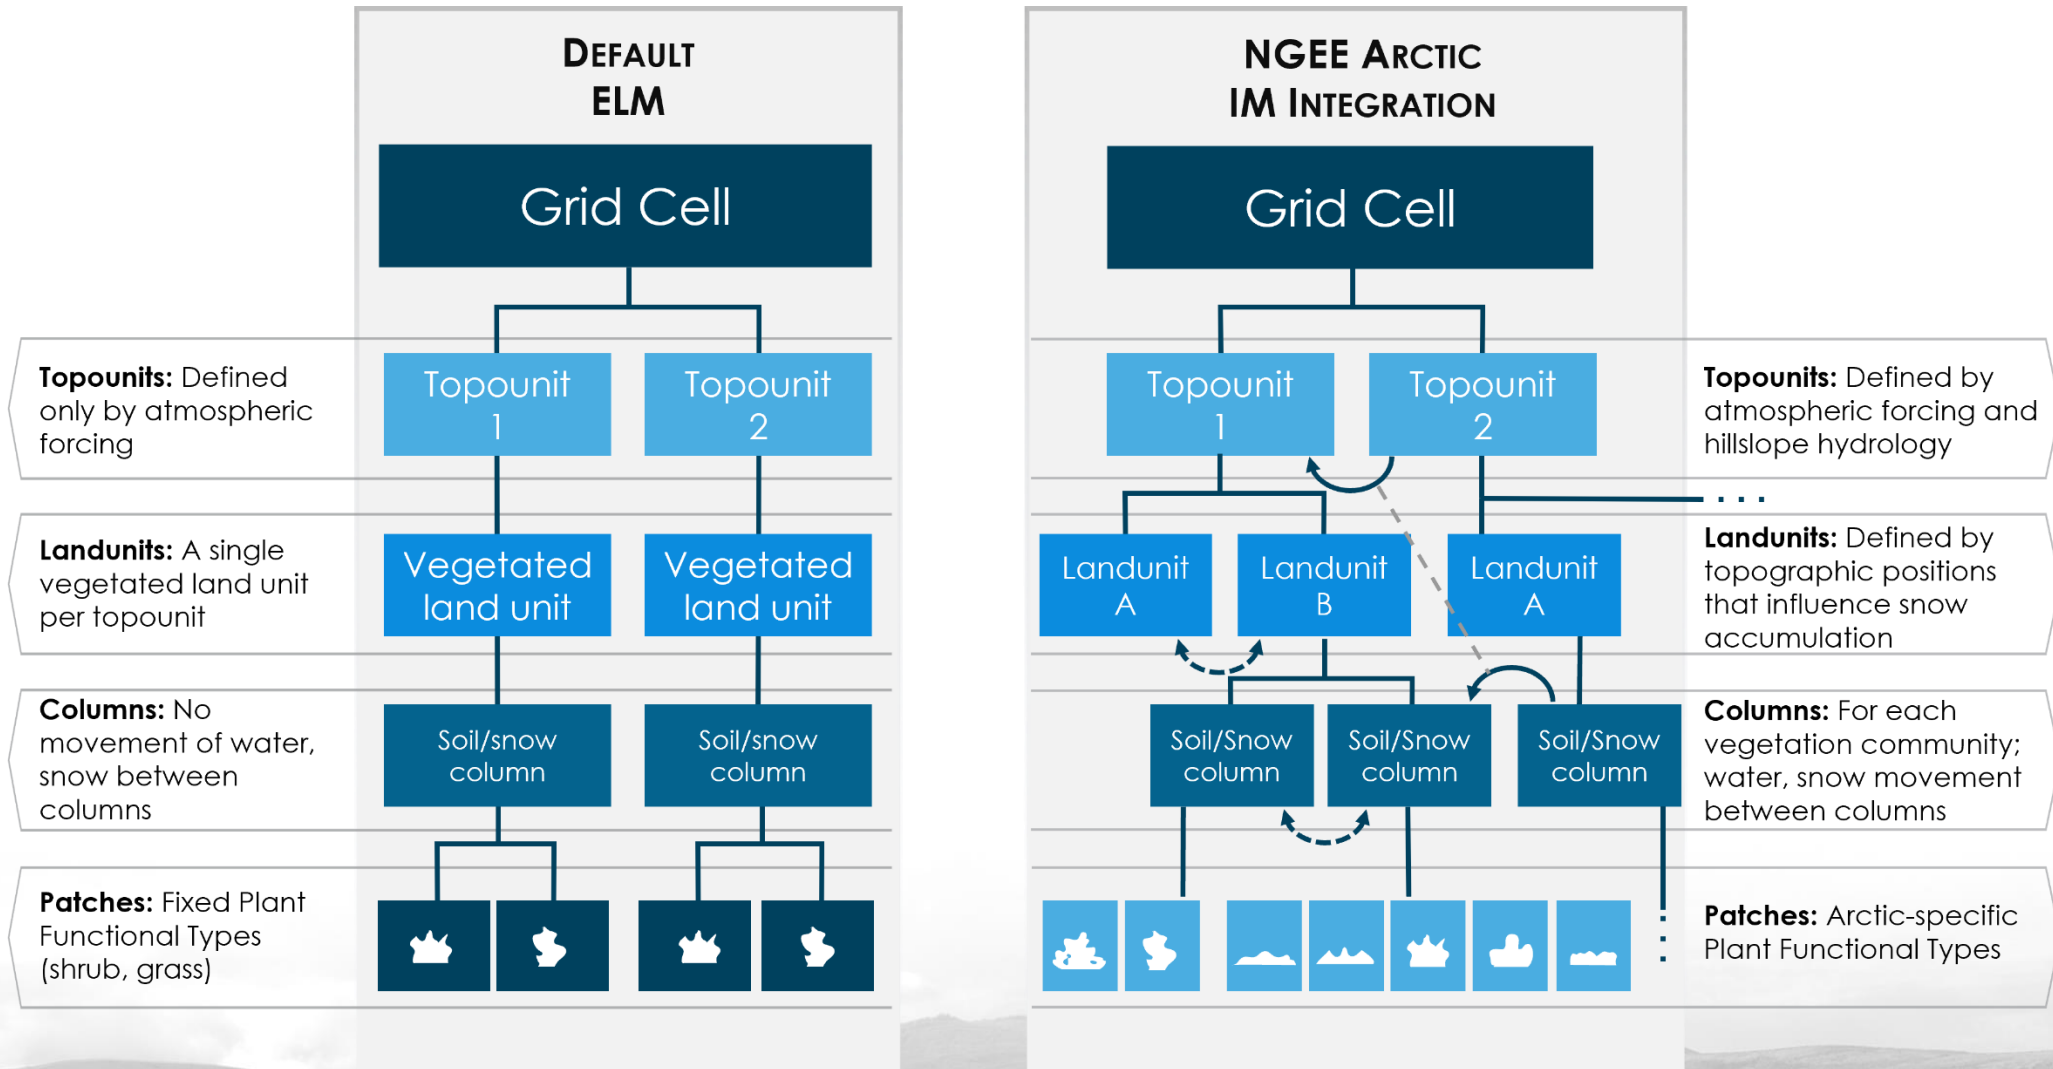 DEFAULT
ELM
Grid Cell
Topounit
1
Topounit
2
Vegetated
land unit
Vegetated
land unit
Soil/snow
column
Soil/snow
column
Topounits: Defined
only by atmospheric
forcing
Landunits: A single
vegetated land unit
per topounit
Columns: No
movement of water,
snow between
columns
Patches: Fixed Plant
Functional Types
(shrub, grass)
NGEE ARCTIC
IM INTEGRATION
Grid Cell
Topounit
1
Topounit
2
. . .
Landunit
A
Landunit
B
Landunit
A
Soil/Snow
column
Soil/Snow
column
Soil/Snow
column
Topounits: Defined by
atmospheric forcing and
hillslope hydrology
Landunits: Defined by
topographic positions
that influence snow
accumulation
Columns: For each
vegetation community;
water, snow movement
between columns
Patches: Arctic-specific
Plant Functional Types